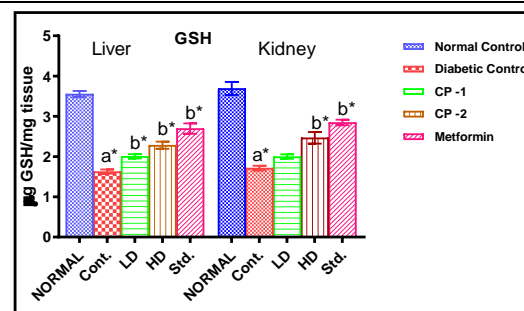 GSH
Liver
Kidney
5
4
3
2
1
0
µg GSH/mg tissue
a*
b*
b*
b*
a*
b*
b*
NORMAL
Cont.
LD
HD
Std.
NORMAL
Cont.
LD
HD
Std.
Normal Control
Diabetic Control
CP -1
CP -2
Metformin